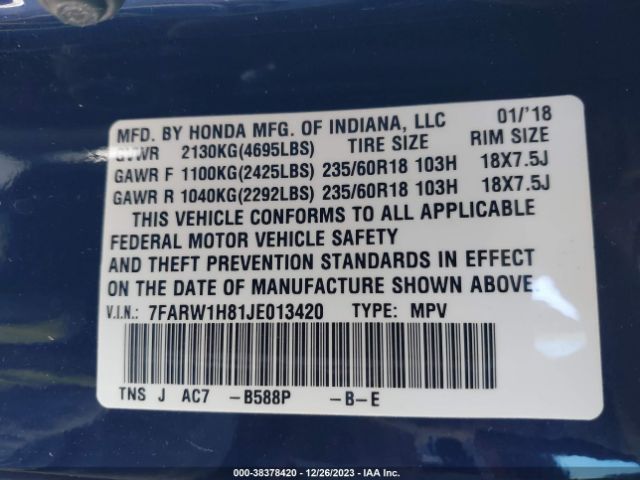 MFD. BY HONDA MFG. OF INDIANA, LLC 01/'18
GVWR 2130KG(4695LBS) TIRE SIZE RIM SIZE
GAWR F 1100KG(2425LBS) 235/60R18 103H 18X7.5J
GAWR R 1040KG(2292LBS) 235/60R18 103H 18X7.5J
THIS VEHICLE CONFORMS TO ALL APPLICABLE
FEDERAL MOTOR VEHICLE SAFETY
AND THEFT PREVENTION STANDARDS IN EFFECT
ON THE DATE OF MANUFACTURE SHOWN ABOVE.
V.I.N.: 7FARW1H81JE013420 TYPE: MPV
TNS J AC7 -B588P -B-E
000-38378420 • 12/26/2023 • IAA Inc.